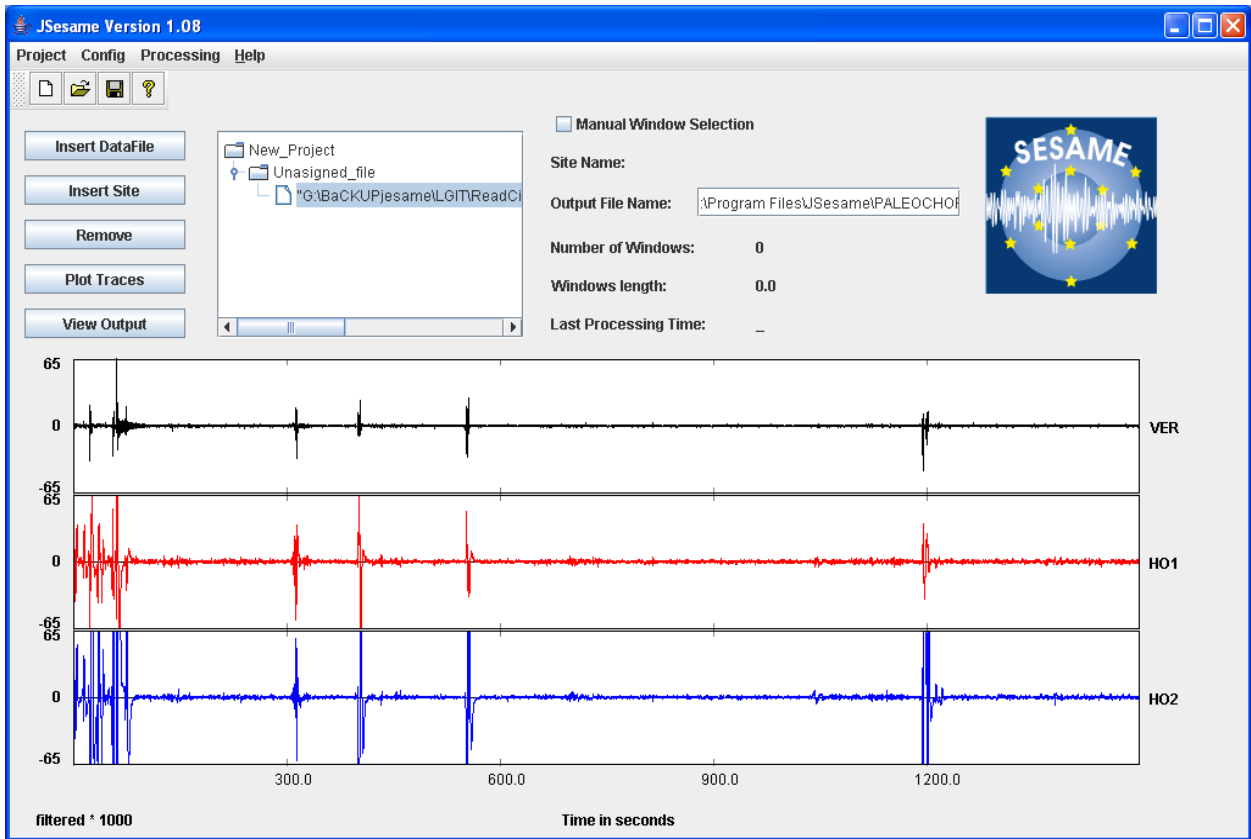 JSesame Version 1.08
Project Config Processing Help
Insert DataFile
Insert Site
Remove
Plot Traces
View Output
New_Project
Unasigned_file
"G:\BaCKUPjesame\LGIT\ReadCi
Manual Window Selection
Site Name:
Output File Name: :\Program Files\JSesame\PALEOCHOF
Number of Windows: 0
Windows length: 0.0
Last Processing Time: _
SESAME
65
0
-65
VER
65
0
-65
HO1
65
0
-65
HO2
300.0 600.0 900.0 1200.0
filtered * 1000 Time in seconds